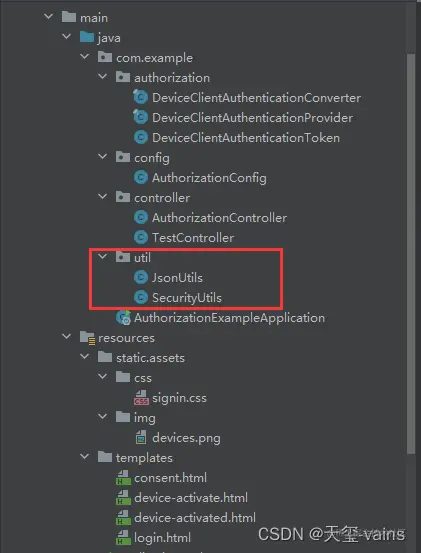 main
java
com.example
authorization
DeviceClientAuthenticationConverter
DeviceClientAuthenticationProvider
DeviceClientAuthenticationToken
config
AuthorizationConfig
controller
AuthorizationController
TestController
util
JsonUtils
SecurityUtils
AuthorizationExampleApplication
resources
static.assets
css
signin.css
img
devices.png
templates
consent.html
device-activate.html
device-activated.html
login.html
CSDN @天玺 vains